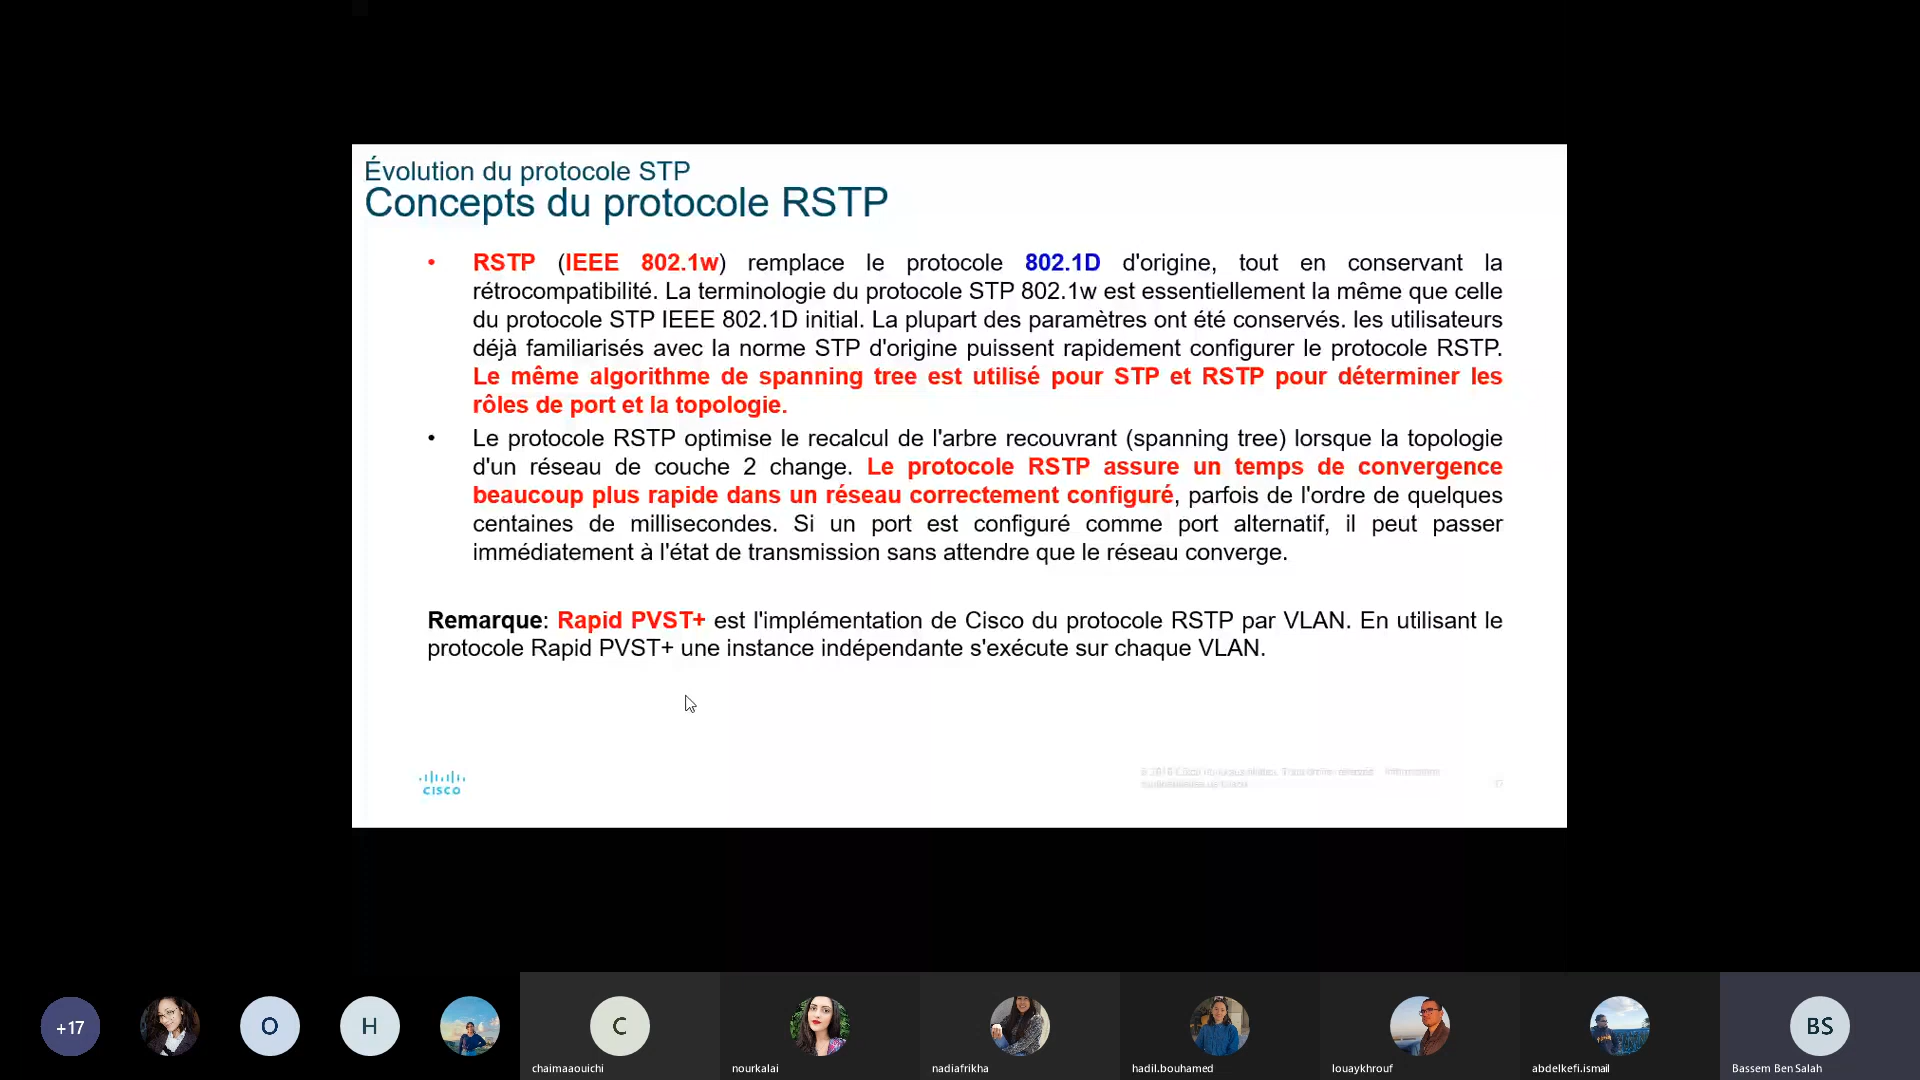 Évolution du protocole STP
Concepts du protocole RSTP
• RSTP (IEEE 802.1w) remplace le protocole 802.1D d'origine, tout en conservant la
rétrocompatibilité. La terminologie du protocole STP 802.1w est essentiellement la même que celle
du protocole STP IEEE 802.1D initial. La plupart des paramètres ont été conservés. les utilisateurs
déjà familiarisés avec la norme STP d'origine puissent rapidement configurer le protocole RSTP.
Le même algorithme de spanning tree est utilisé pour STP et RSTP pour déterminer les
rôles de port et la topologie.
• Le protocole RSTP optimise le recalcul de l'arbre recouvrant (spanning tree) lorsque la topologie
d'un réseau de couche 2 change. Le protocole RSTP assure un temps de convergence
beaucoup plus rapide dans un réseau correctement configuré, parfois de l'ordre de quelques
centaines de millisecondes. Si un port est configuré comme port alternatif, il peut passer
immédiatement à l'état de transmission sans attendre que le réseau converge.
Remarque: Rapid PVST+ est l'implémentation de Cisco du protocole RSTP par VLAN. En utilisant le
protocole Rapid PVST+ une instance indépendante s'exécute sur chaque VLAN.
CISCO
+17
O
H
C
BS
chaimaaouichi
nourkalai
nadiafrikha
hadil.bouhamed
louaykhrouf
abdelkefi.ismail
Bassem Ben Salah